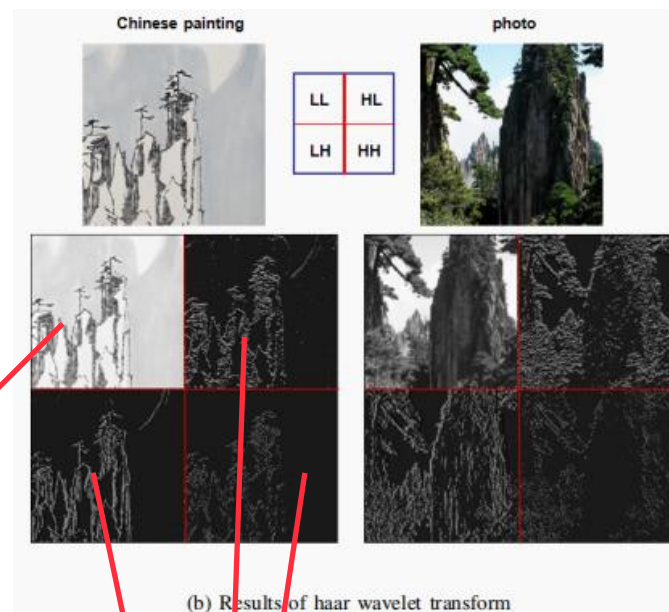 Chinese painting
photo
LL HL
LH HH
(b) Results of haar wavelet transform